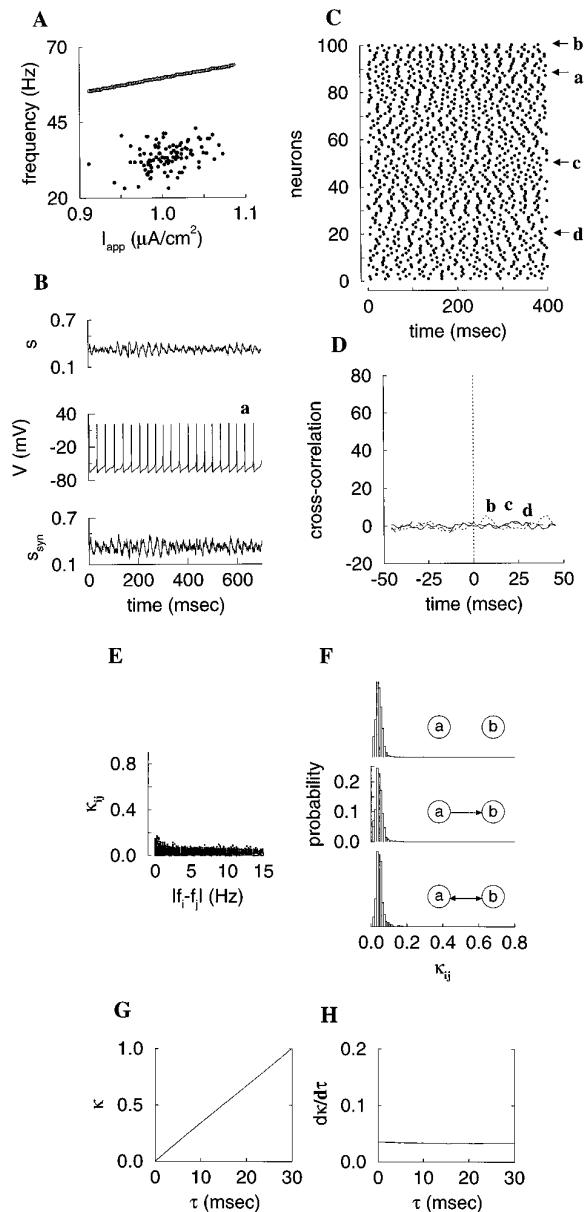 A
70
45
20
frequency (Hz)
0.9 1.0 1.1
I_app (μA/cm²)
B
0.7
0.1
s
a
40
-20
-80
V (mV)
0.7
0.1
s_syn
0 200 400 600
time (msec)
C
100
80
60
40
20
0
neurons
b
a
c
d
0 100 200 300 400
time (msec)
D
80
60
40
20
0
-20
cross-correlation
b c d
-50 -25 0 25 50
time (msec)
E
0.8
0.4
0.0
κ_ij
0 5 10 15
|f_i-f_j| (Hz)
F
a b
0.2
0.1
0.0
probability
a b
a b
0.0 0.2 0.4 0.6 0.8
κ_ij
G
1.0
0.5
0.0
κ
0 10 20 30
τ (msec)
H
0.2
0.1
0.0
dκ/dτ
0 10 20 30
τ (msec)